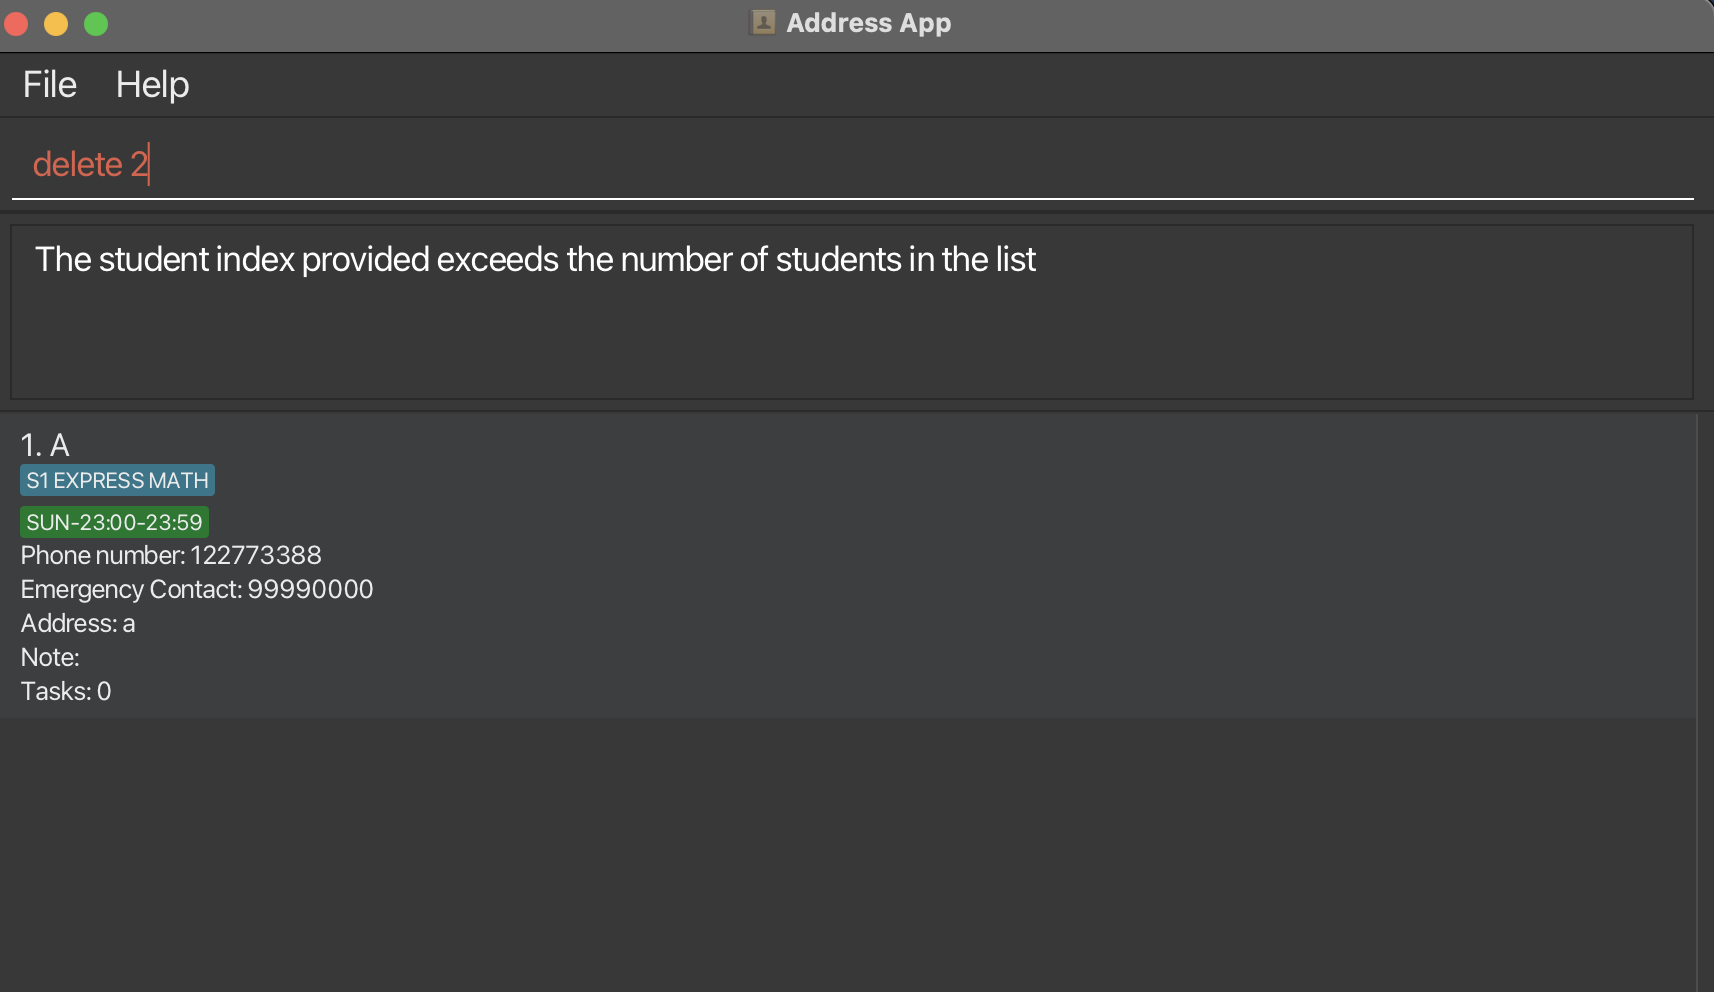 Address App
File Help
delete 2
The student index provided exceeds the number of students in the list
1. A
S1 EXPRESS MATH
SUN-23:00-23:59
Phone number: 122773388
Emergency Contact: 99990000
Address: a
Note:
Tasks: 0